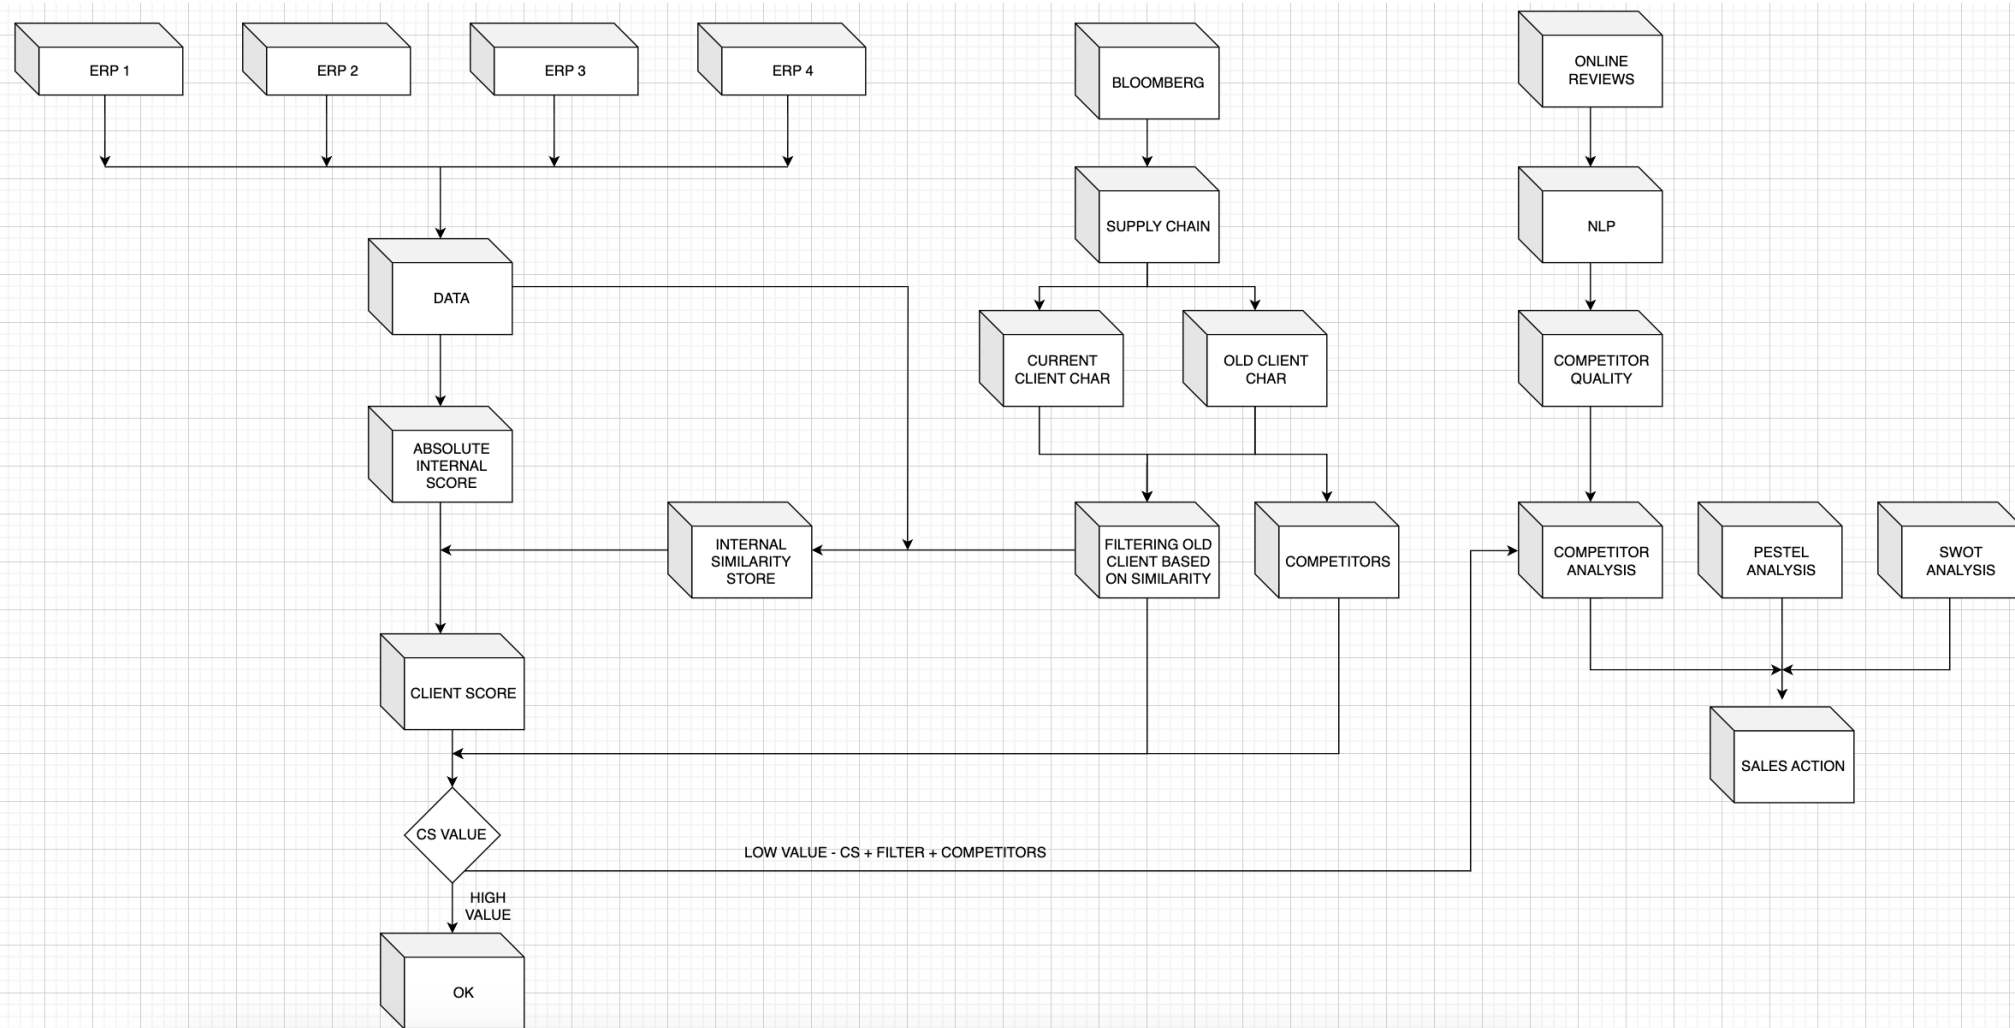 ERP 1
ERP 2
ERP 3
ERP 4
BLOOMBERG
ONLINE
REVIEWS
SUPPLY CHAIN
NLP
DATA
CURRENT
CLIENT CHAR
OLD CLIENT
CHAR
COMPETITOR
QUALITY
ABSOLUTE
INTERNAL
SCORE
INTERNAL
SIMILARITY
STORE
FILTERING OLD
CLIENT BASED
ON SIMILARITY
COMPETITORS
COMPETITOR
ANALYSIS
PESTEL
ANALYSIS
SWOT
ANALYSIS
CLIENT SCORE
SALES ACTION
CS VALUE
LOW VALUE - CS + FILTER + COMPETITORS
HIGH
VALUE
OK